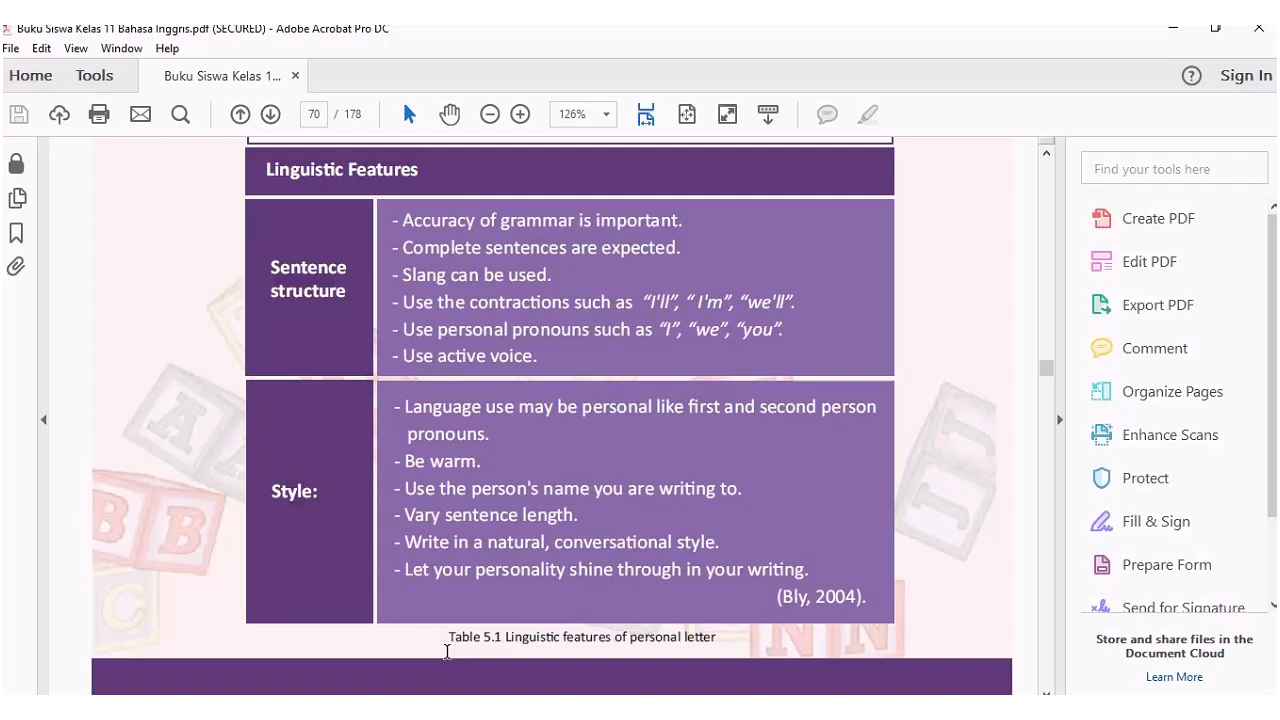 Buku Siswa Kelas 11 Bahasa Inggris.pdf (SECURED) - Adobe Acrobat Pro DC
File Edit View Window Help
Home Tools Buku Siswa Kelas 1... × Sign In
70 / 178 126%
Linguistic Features
Sentence structure
- Accuracy of grammar is important.
- Complete sentences are expected.
- Slang can be used.
- Use the contractions such as “I'll”, “ I'm”, “we'll”.
- Use personal pronouns such as “I”, “we”, “you”.
- Use active voice.
Style:
- Language use may be personal like first and second person
pronouns.
- Be warm.
- Use the person's name you are writing to.
- Vary sentence length.
- Write in a natural, conversational style.
- Let your personality shine through in your writing.
(Bly, 2004).
Table 5.1 Linguistic features of personal letter
Find your tools here
Create PDF
Edit PDF
Export PDF
Comment
Organize Pages
Enhance Scans
Protect
Fill & Sign
Prepare Form
Send for Signature
Store and share files in the
Document Cloud
Learn More